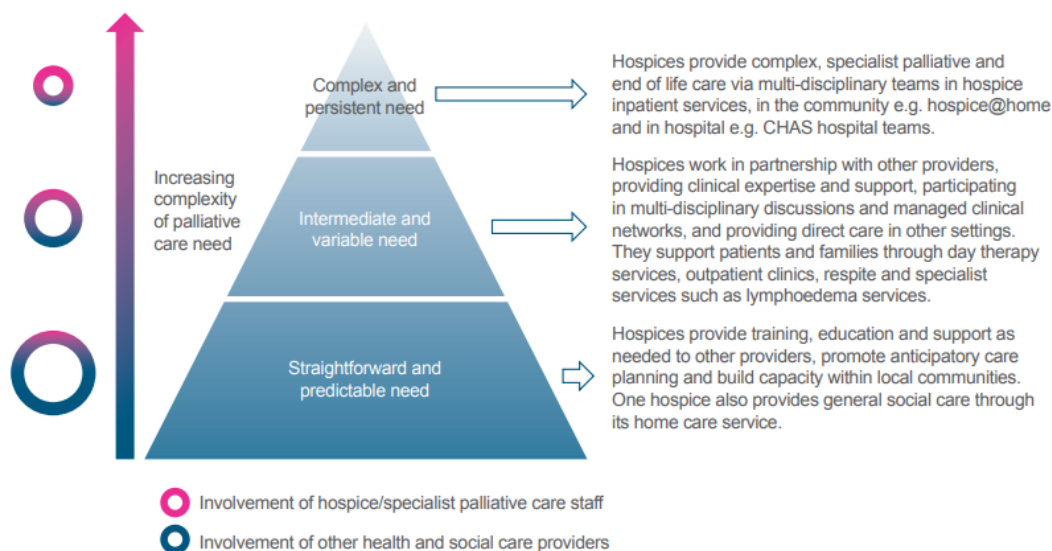 Complex and
persistent need
Hospices provide complex, specialist palliative and
end of life care via multi-disciplinary teams in hospice
inpatient services, in the community e.g. hospice@home
and in hospital e.g. CHAS hospital teams.
Increasing
complexity
of palliative
care need
Intermediate and
variable need
Hospices work in partnership with other providers,
providing clinical expertise and support, participating
in multi-disciplinary discussions and managed clinical
networks, and providing direct care in other settings.
They support patients and families through day therapy
services, outpatient clinics, respite and specialist
services such as lymphoedema services.
Straightforward and
predictable need
Hospices provide training, education and support as
needed to other providers, promote anticipatory care
planning and build capacity within local communities.
One hospice also provides general social care through
its home care service.
Involvement of hospice/specialist palliative care staff
Involvement of other health and social care providers